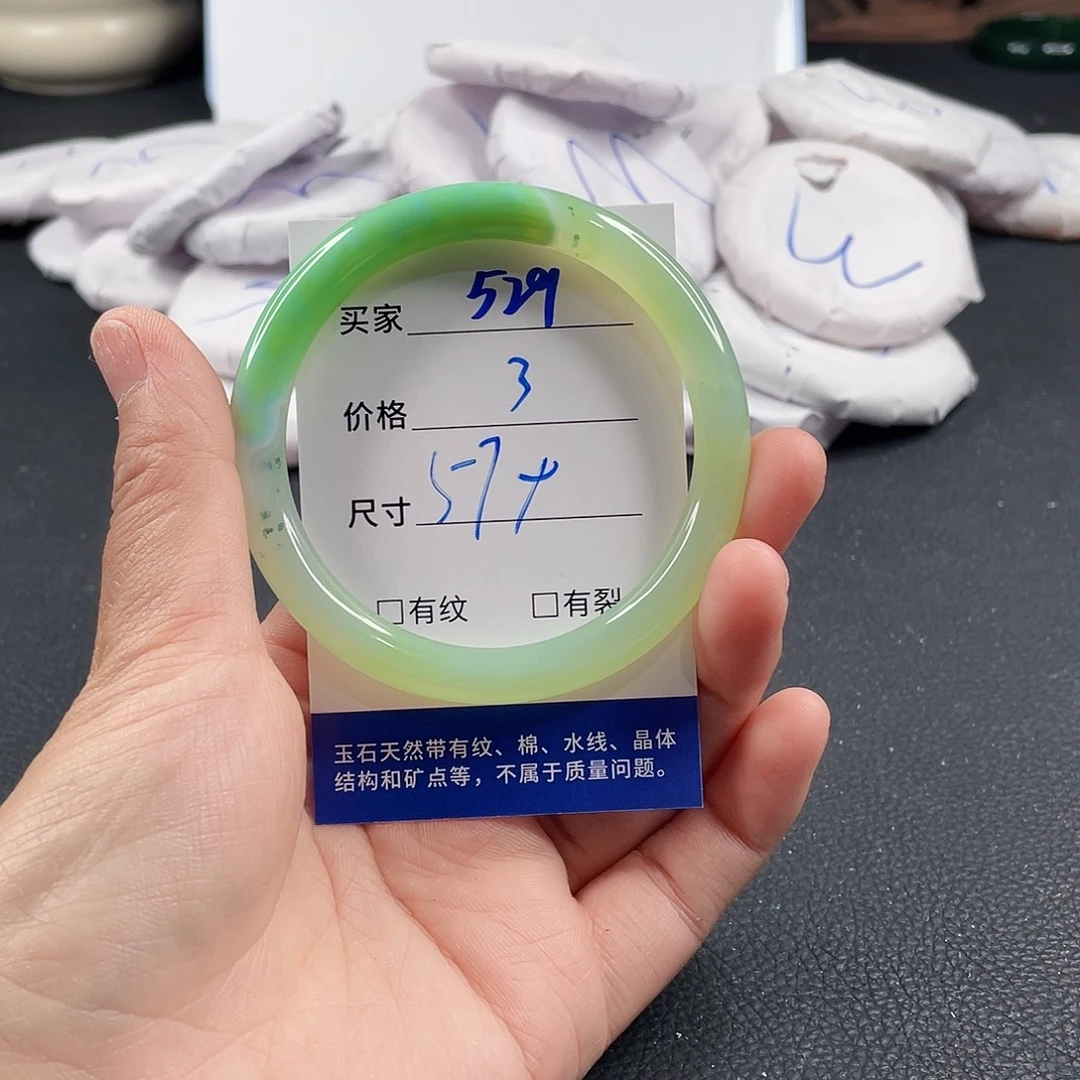 买家 529
价格 3
尺寸 57+
□有纹 □有裂
玉石天然带有纹、棉、水线、晶体
结构和矿点等，不属于质量问题。